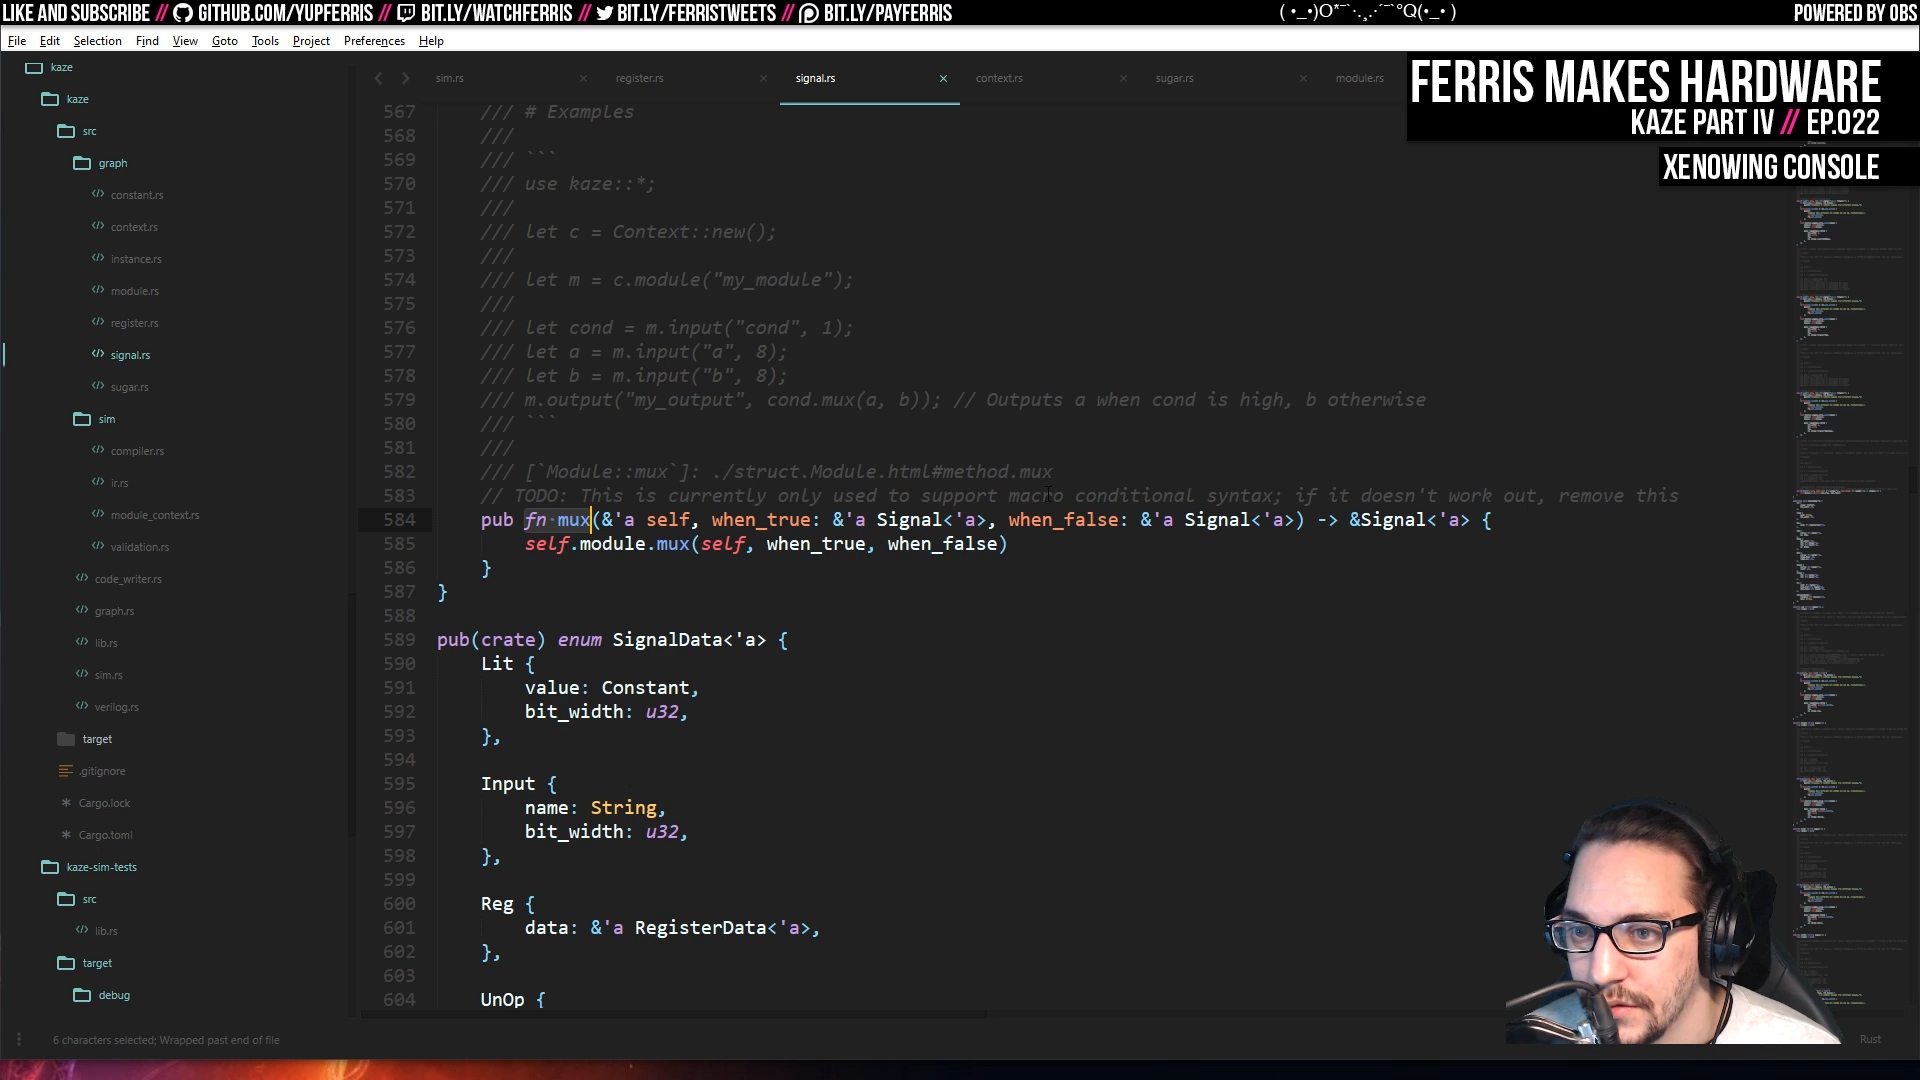 LIKE AND SUBSCRIBE // GITHUB.COM/YUPFERRIS // BIT.LY/WATCHFERRIS // BIT.LY/FERRISTWEETS // BIT.LY/PAYFERRIS
POWERED BY OBS
File Edit Selection Find View Goto Tools Project Preferences Help
FERRIS MAKES HARDWARE
KAZE PART IV // EP.022
XENOWING CONSOLE
kaze
kaze
src
graph
constant.rs
context.rs
instance.rs
module.rs
register.rs
signal.rs
sugar.rs
sim
compiler.rs
ir.rs
module_context.rs
validation.rs
code_writer.rs
graph.rs
lib.rs
sim.rs
verilog.rs
target
.gitignore
Cargo.lock
Cargo.toml
kaze-sim-tests
src
lib.rs
target
debug
sim.rs register.rs signal.rs context.rs sugar.rs module.rs
567 /// # Examples
568 ///
569 /// ```
570 /// use kaze::*;
571 ///
572 /// let c = Context::new();
573 ///
574 /// let m = c.module("my_module");
575 ///
576 /// let cond = m.input("cond", 1);
577 /// let a = m.input("a", 8);
578 /// let b = m.input("b", 8);
579 /// m.output("my_output", cond.mux(a, b)); // Outputs a when cond is high, b otherwise
580 /// ```
581 ///
582 /// [`Module::mux`]: ./struct.Module.html#method.mux
583 // TODO: This is currently only used to support macro conditional syntax; if it doesn't work out, remove this
584 pub fn mux(&'a self, when_true: &'a Signal<'a>, when_false: &'a Signal<'a>) -> &Signal<'a> {
585 self.module.mux(self, when_true, when_false)
586 }
587 }
588
589 pub(crate) enum SignalData<'a> {
590 Lit {
591 value: Constant,
592 bit_width: u32,
593 },
594
595 Input {
596 name: String,
597 bit_width: u32,
598 },
599
600 Reg {
601 data: &'a RegisterData<'a>,
602 },
603
604 UnOp {
6 characters selected; Wrapped past end of file
Rust